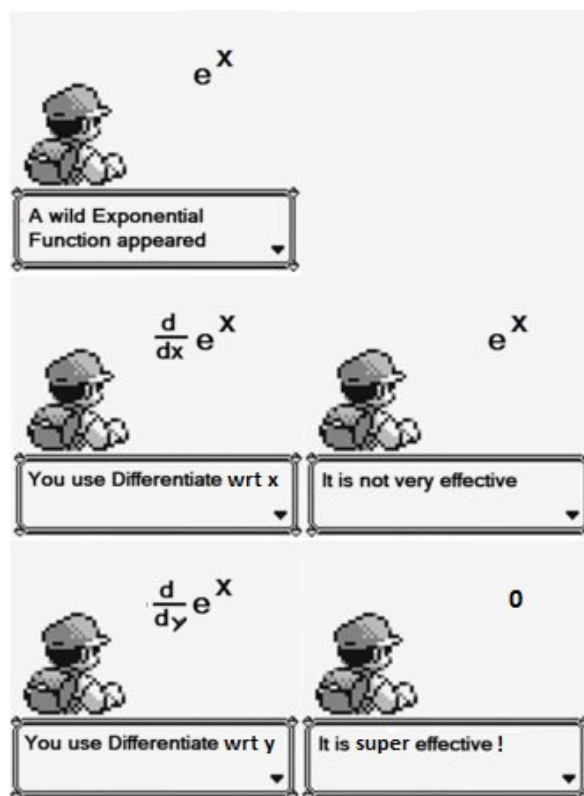 e^x
A wild Exponential
Function appeared
d/dx e^x
You use Differentiate wrt x
e^x
It is not very effective
d/dy e^x
You use Differentiate wrt y
0
It is super effective !